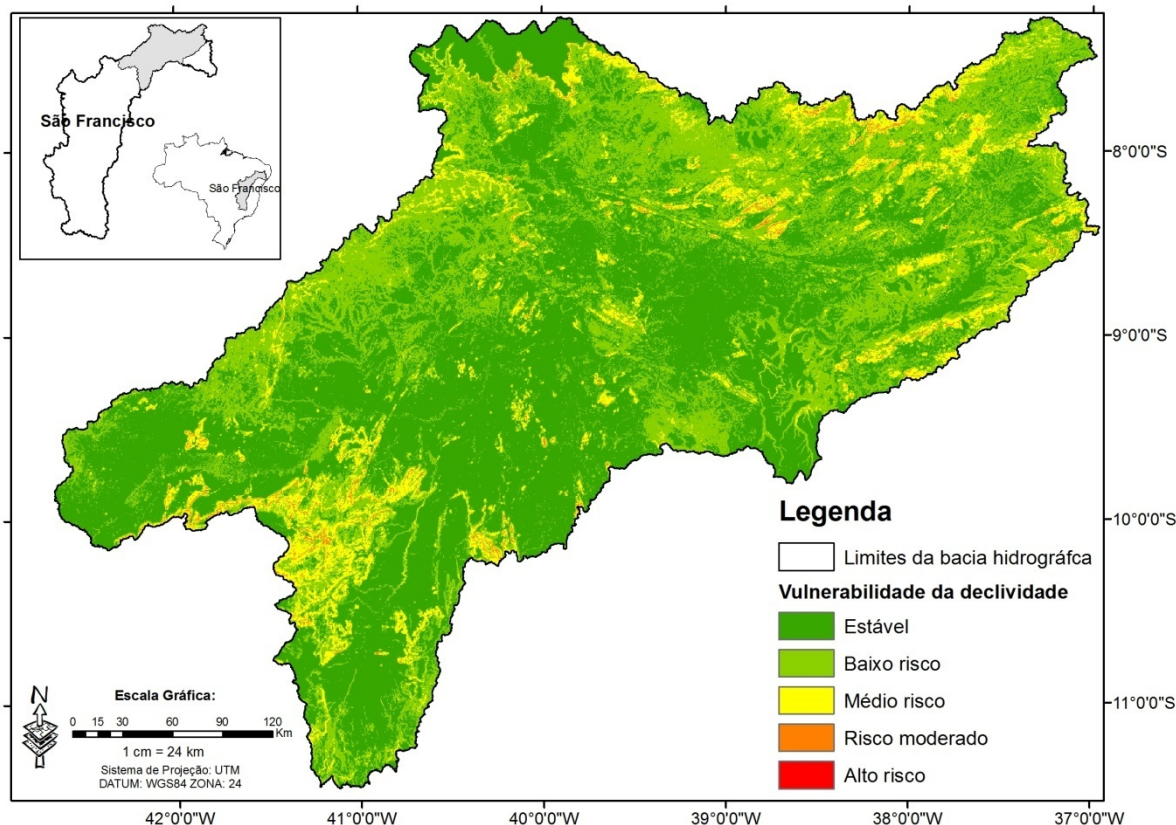 São Francisco
São Francisco
8°0'0"S
9°0'0"S
10°0'0"S
11°0'0"S
Legenda
Limites da bacia hidrográfca
Vulnerabilidade da declividade
Estável
Baixo risco
Médio risco
Risco moderado
Alto risco
N
Escala Gráfica:
0 15 30 60 90 120
Km
1 cm = 24 km
Sistema de Projeção: UTM
DATUM: WGS84 ZONA: 24
42°0'0"W 41°0'0"W 40°0'0"W 39°0'0"W 38°0'0"W 37°0'0"W